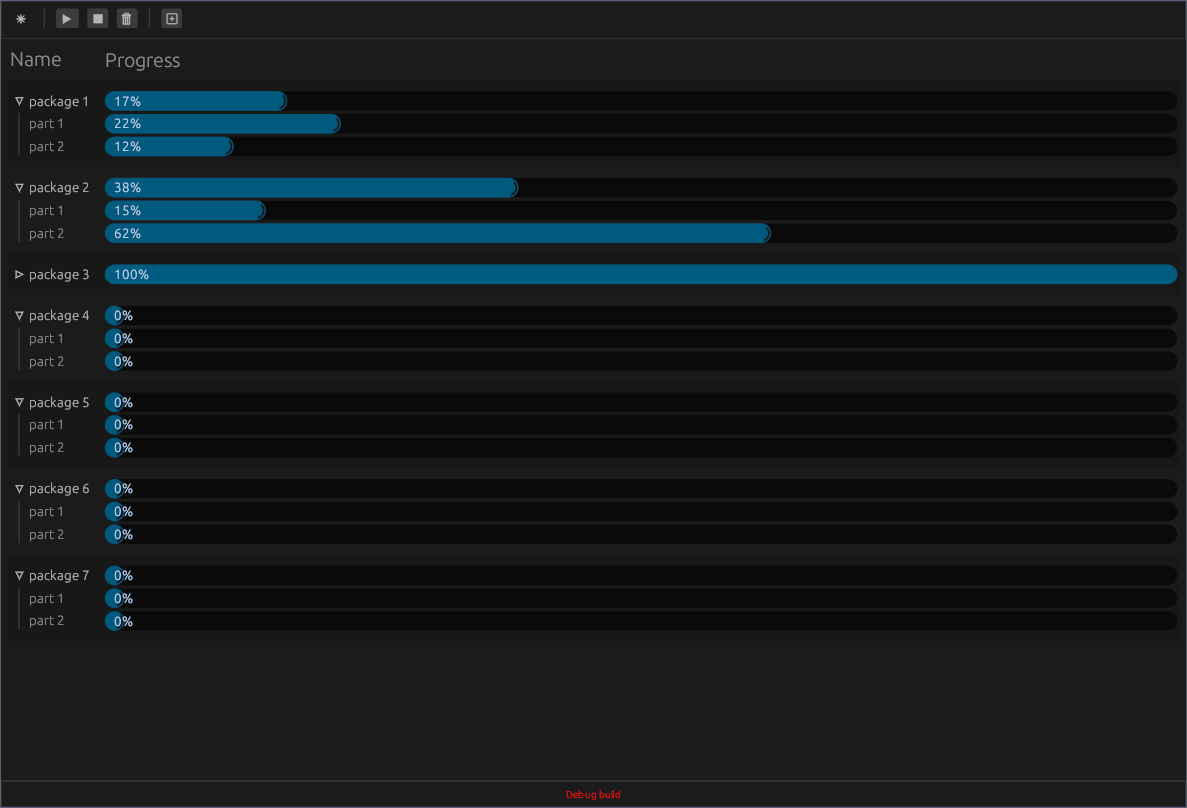 Name Progress
package 1 17%
part 1 22%
part 2 12%
package 2 38%
part 1 15%
part 2 62%
package 3 100%
package 4 0%
part 1 0%
part 2 0%
package 5 0%
part 1 0%
part 2 0%
package 6 0%
part 1 0%
part 2 0%
package 7 0%
part 1 0%
part 2 0%
Debug build